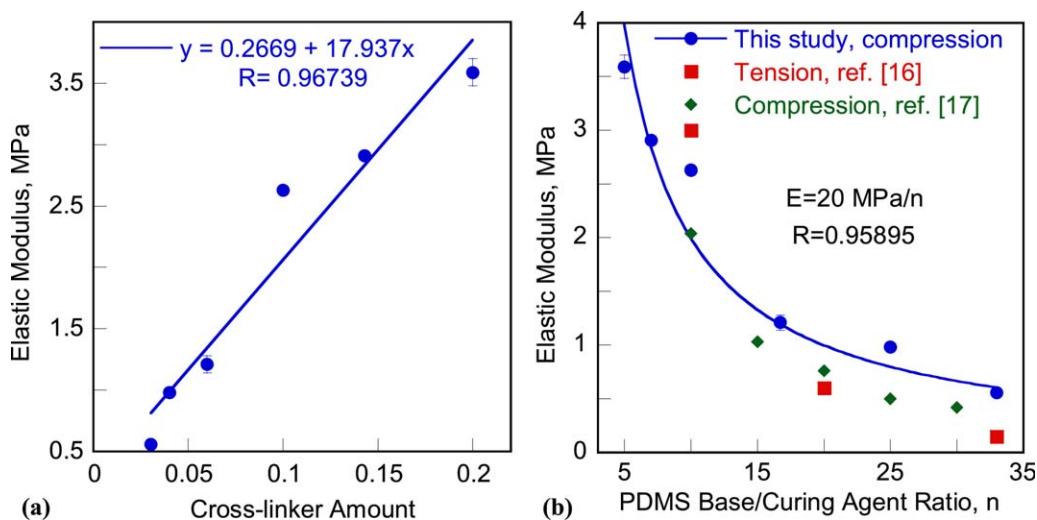 y = 0.2669 + 17.937x
R= 0.96739
Elastic Modulus, MPa
3.5
2.5
1.5
0.5
0
0.05
0.1
0.15
0.2
Cross-linker Amount
(a)
This study, compression
Tension, ref. [16]
Compression, ref. [17]
E=20 MPa/n
R=0.95895
Elastic Modulus, MPa
4
3
2
1
0
5
15
25
35
PDMS Base/Curing Agent Ratio, n
(b)